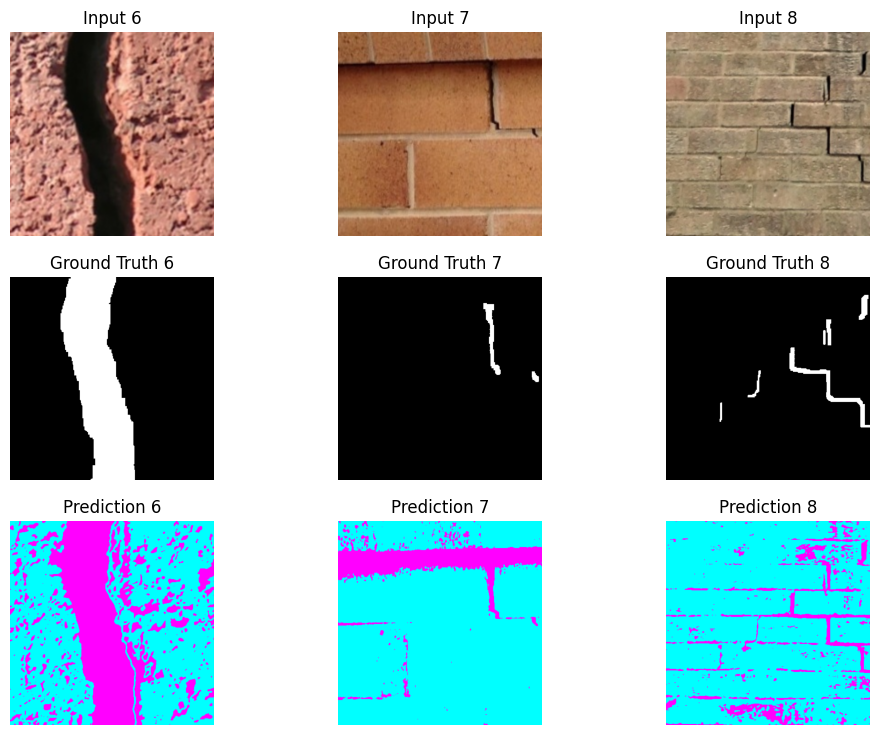 Input 6
Input 7
Input 8
Ground Truth 6
Ground Truth 7
Ground Truth 8
Prediction 6
Prediction 7
Prediction 8